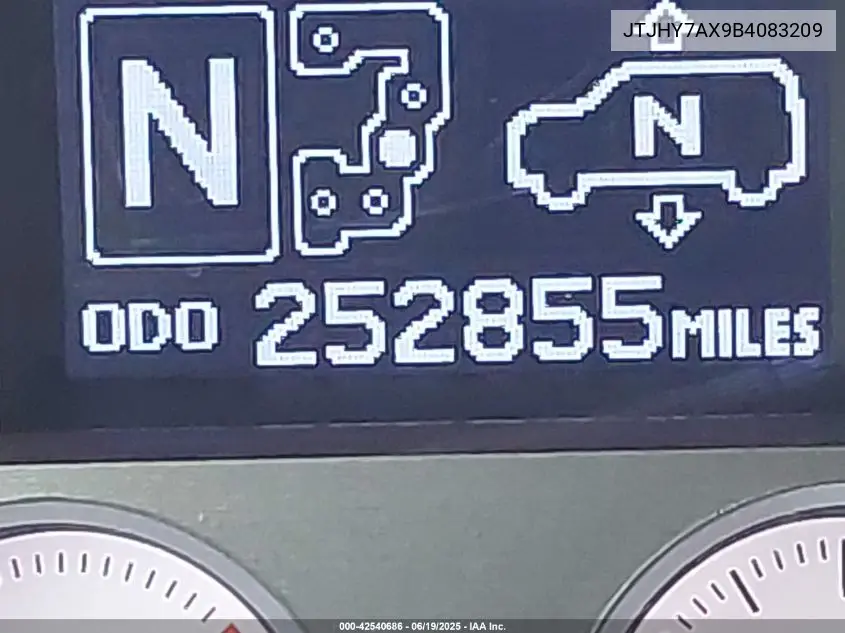 JTJHY7AX9B4083209
N
N
ODO 252855 MILES
000-42540686 - 06/19/2025 - IAA Inc.